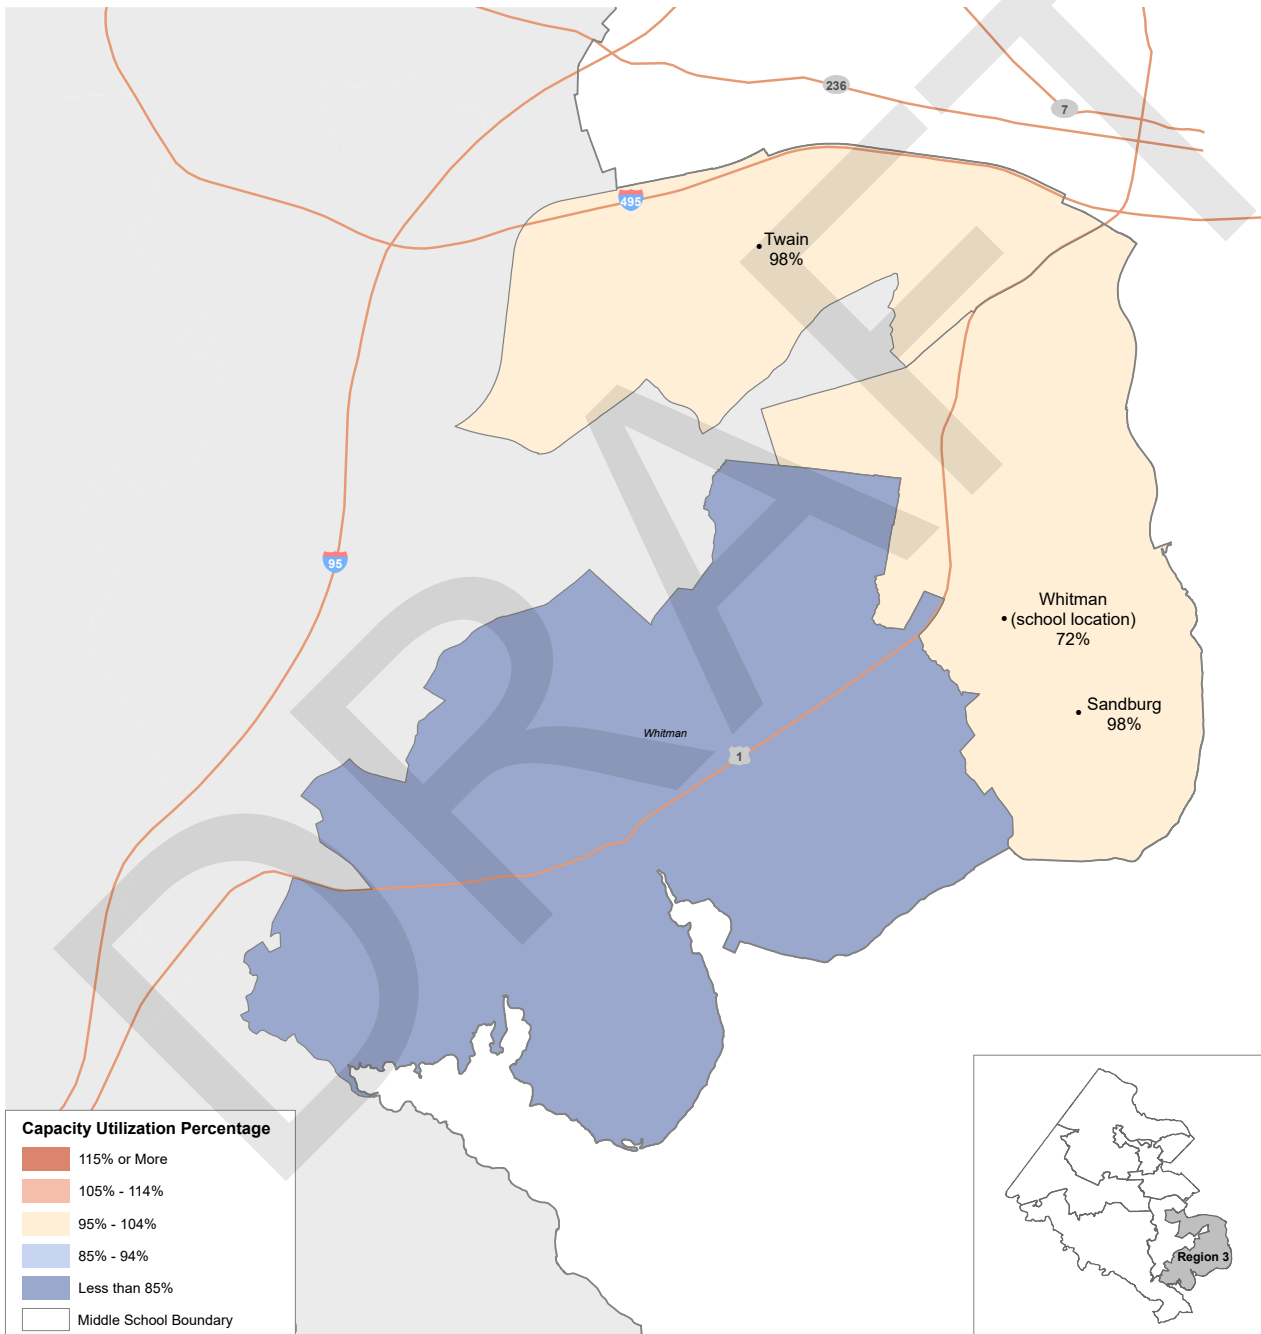 236
7
495
Twain
98%
95
Whitman
(school location)
72%
Sandburg
98%
Whitman
1
DRAFT
Capacity Utilization Percentage
115% or More
105% - 114%
95% - 104%
85% - 94%
Less than 85%
Middle School Boundary
Region 3